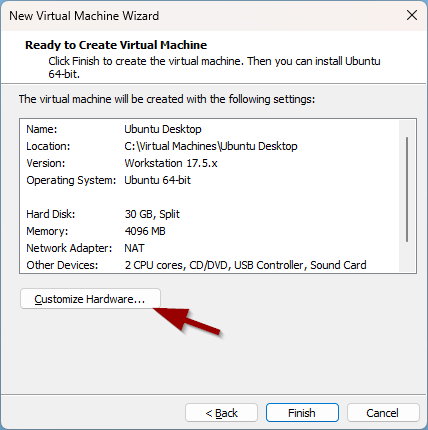 New Virtual Machine Wizard
Ready to Create Virtual Machine
Click Finish to create the virtual machine. Then you can install Ubuntu
64-bit.
The virtual machine will be created with the following settings:
Name: Ubuntu Desktop
Location: C:\Virtual Machines\Ubuntu Desktop
Version: Workstation 17.5.x
Operating System: Ubuntu 64-bit
Hard Disk: 30 GB, Split
Memory: 4096 MB
Network Adapter: NAT
Other Devices: 2 CPU cores, CD/DVD, USB Controller, Sound Card
Customize Hardware...
< Back Finish Cancel